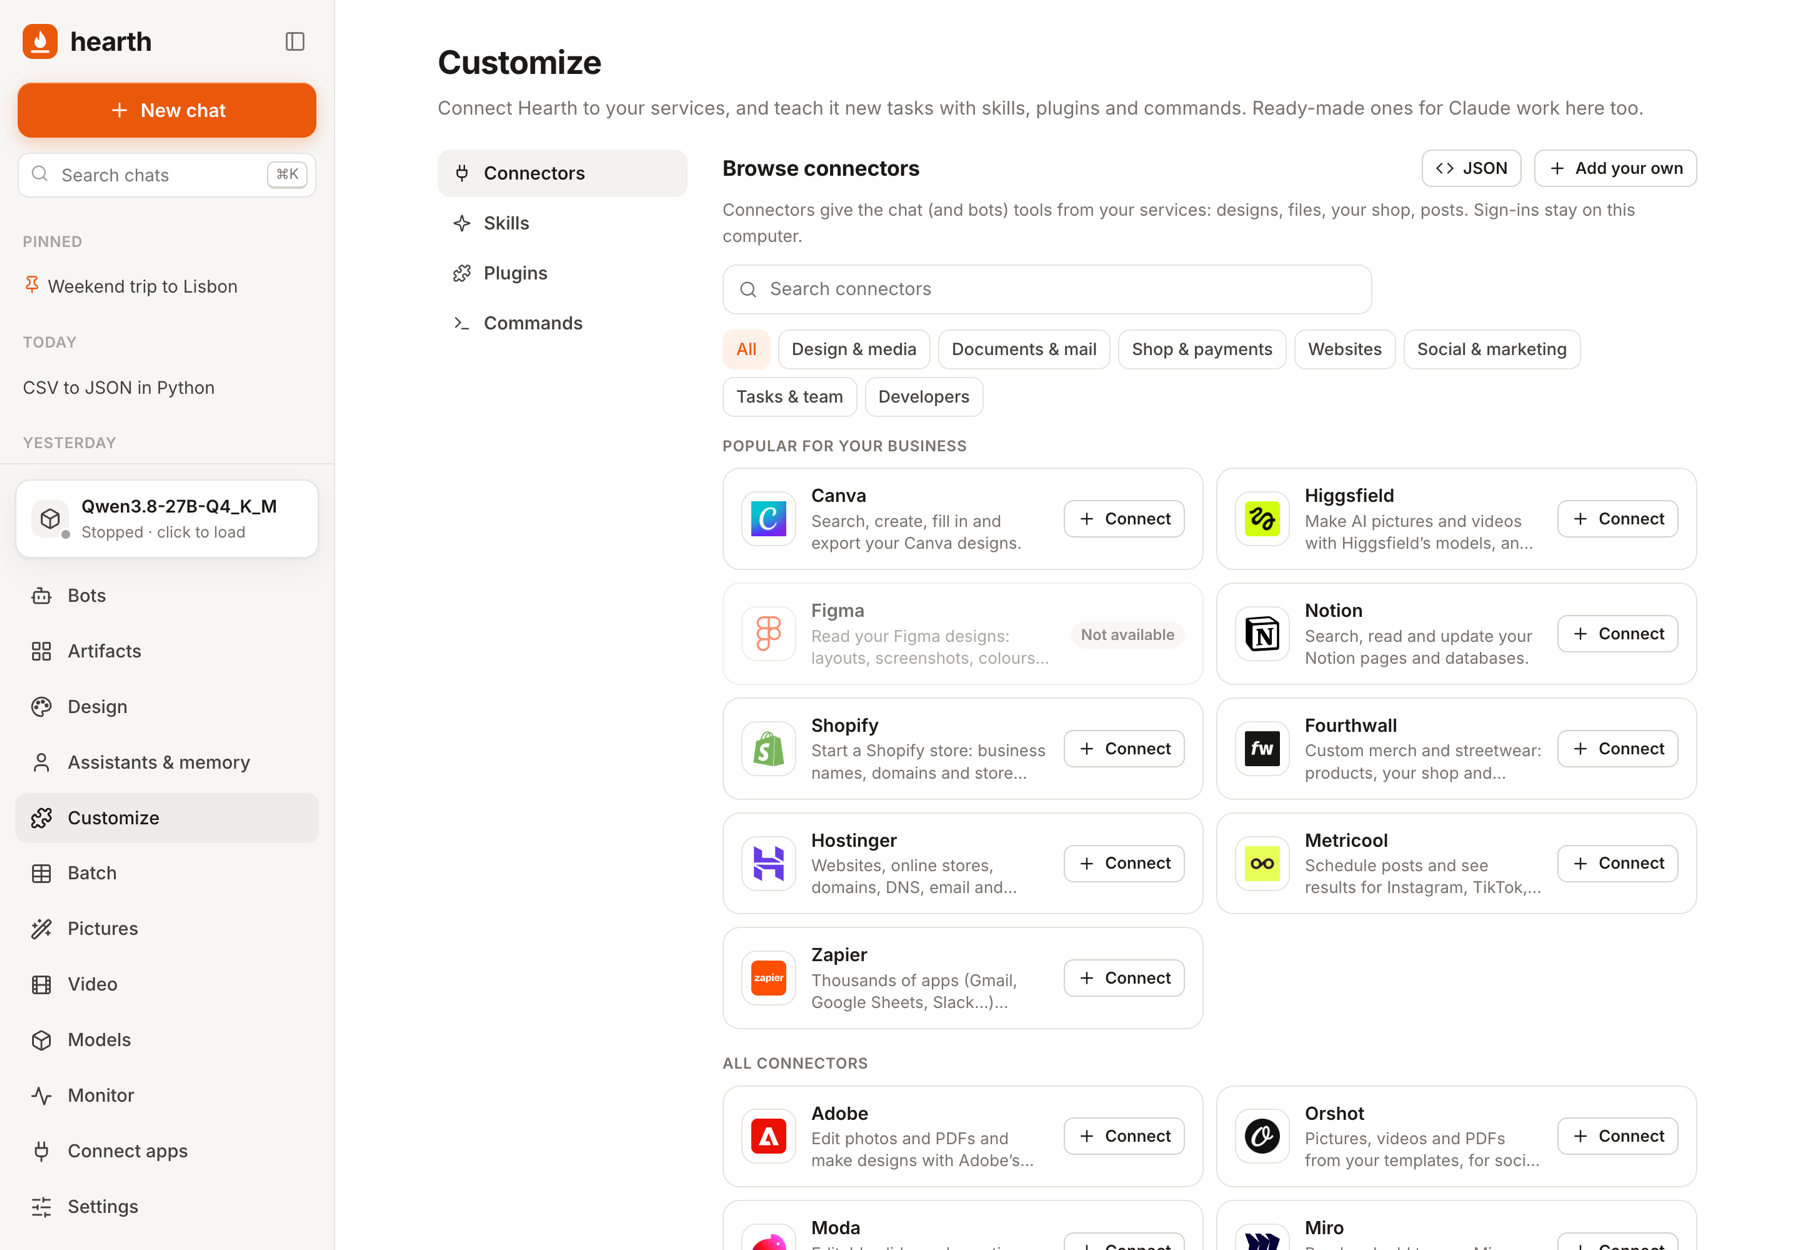 hearth
New chat
Search chats
⌘K
PINNED
Weekend trip to Lisbon
TODAY
CSV to JSON in Python
YESTERDAY
Qwen3.8-27B-Q4_K_M
Stopped · click to load
Bots
Artifacts
Design
Assistants & memory
Customize
Batch
Pictures
Video
Models
Monitor
Connect apps
Settings
Customize
Connect Hearth to your services, and teach it new tasks with skills, plugins and commands. Ready-made ones for Claude work here too.
Connectors
Skills
Plugins
Commands
Browse connectors
JSON
Add your own
Connectors give the chat (and bots) tools from your services: designs, files, your shop, posts. Sign-ins stay on this
computer.
Search connectors
All
Design & media
Documents & mail
Shop & payments
Websites
Social & marketing
Tasks & team
Developers
POPULAR FOR YOUR BUSINESS
Canva
Search, create, fill in and
export your Canva designs.
Connect
Higgsfield
Make AI pictures and videos
with Higgsfield’s models, an...
Connect
Figma
Read your Figma designs:
layouts, screenshots, colours...
Not available
Notion
Search, read and update your
Notion pages and databases.
Connect
Shopify
Start a Shopify store: business
names, domains and store...
Connect
fw
Fourthwall
Custom merch and streetwear:
products, your shop and...
Connect
Hostinger
Websites, online stores,
domains, DNS, email and...
Connect
Metricool
Schedule posts and see
results for Instagram, TikTok,...
Connect
zapier
Zapier
Thousands of apps (Gmail,
Google Sheets, Slack...)...
Connect
ALL CONNECTORS
Adobe
Edit photos and PDFs and
make designs with Adobe’s...
Connect
Orshot
Pictures, videos and PDFs
from your templates, for soci...
Connect
Moda
Connect
Miro
Connect